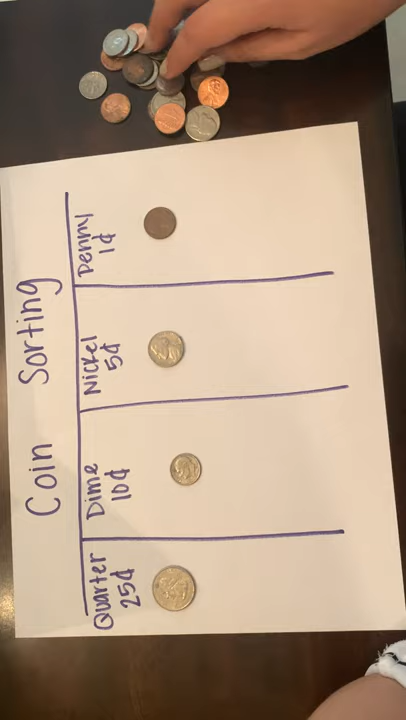 Coin Sorting
Quarter
25¢
Dime
10¢
Nickel
5¢
Penny
1¢